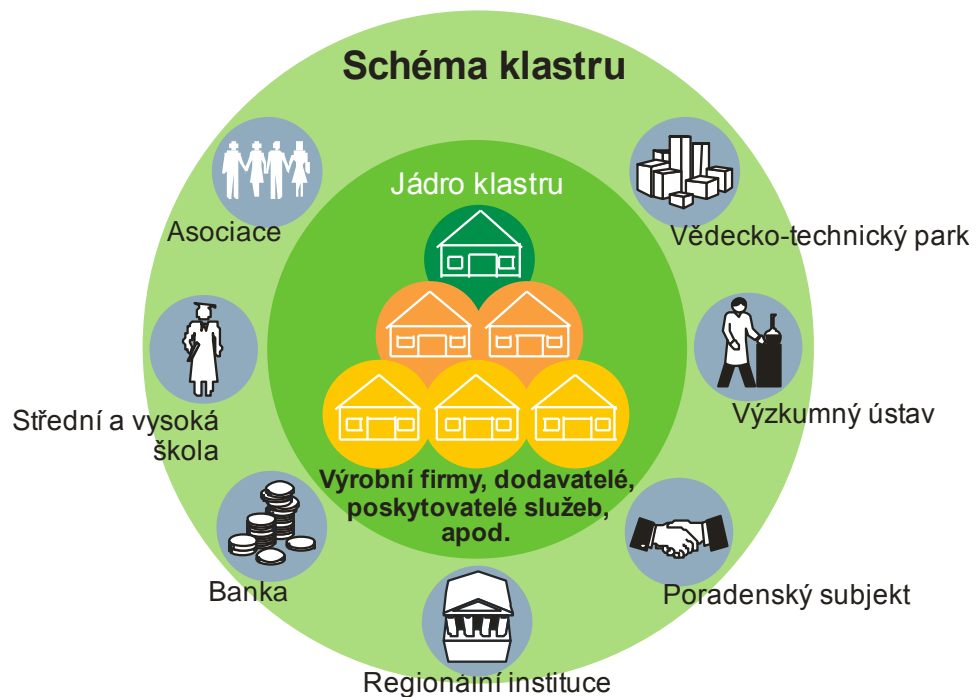 Schéma klastru
Jádro klastru
Asociace
Vědecko-technický park
Střední a vysoká
škola
Výzkumný ústav
Výrobní firmy, dodavatelé,
poskytovatelé služeb,
apod.
Banka
Poradenský subjekt
Regionální instituce